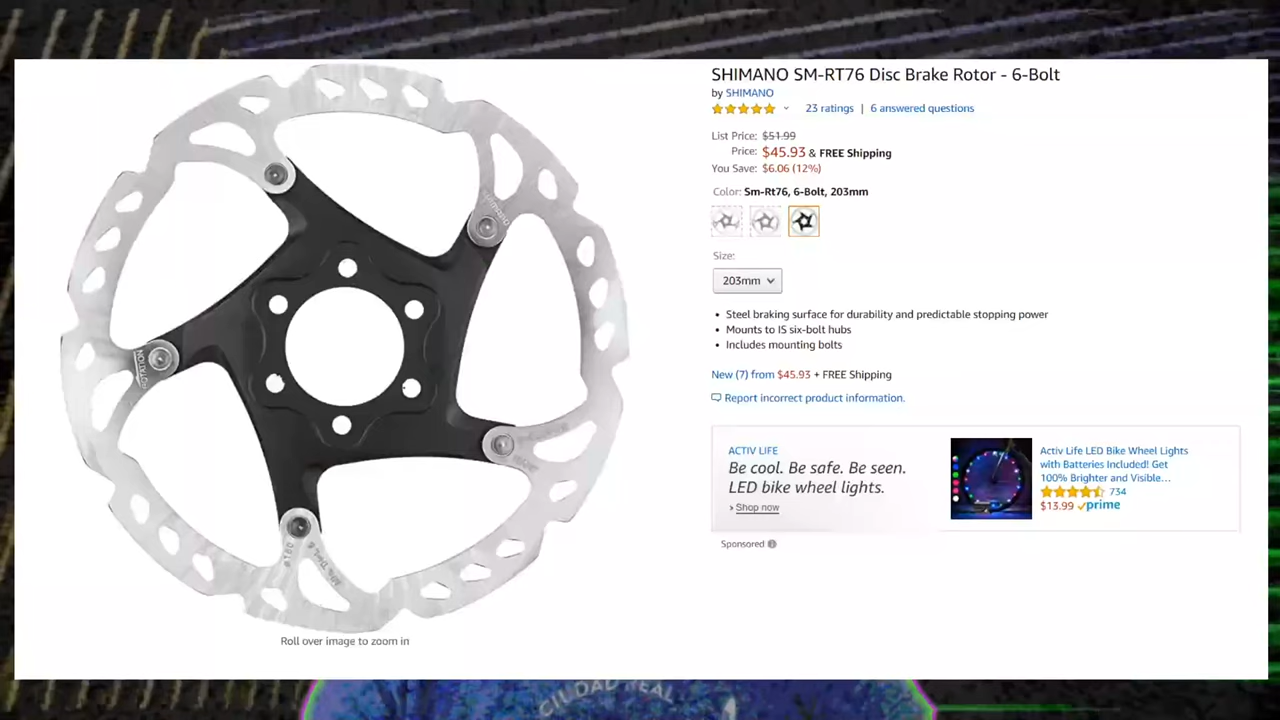 SHIMANO SM-RT76 Disc Brake Rotor - 6-Bolt
by SHIMANO
23 ratings | 6 answered questions
List Price: $51.99
Price: $45.93 & FREE Shipping
You Save: $6.06 (12%)
Color: Sm-Rt76, 6-Bolt, 203mm
Size:
203mm
• Steel braking surface for durability and predictable stopping power
• Mounts to IS six-bolt hubs
• Includes mounting bolts
New (7) from $45.93 + FREE Shipping
Report incorrect product information.
ACTIV LIFE
Be cool. Be safe. Be seen.
LED bike wheel lights.
› Shop now
Activ Life LED Bike Wheel Lights
with Batteries Included! Get
100% Brighter and Visible...
734
$13.99 prime
Sponsored
SHIMANO
ROTATION
Roll over image to zoom in
CIUDAD REAL